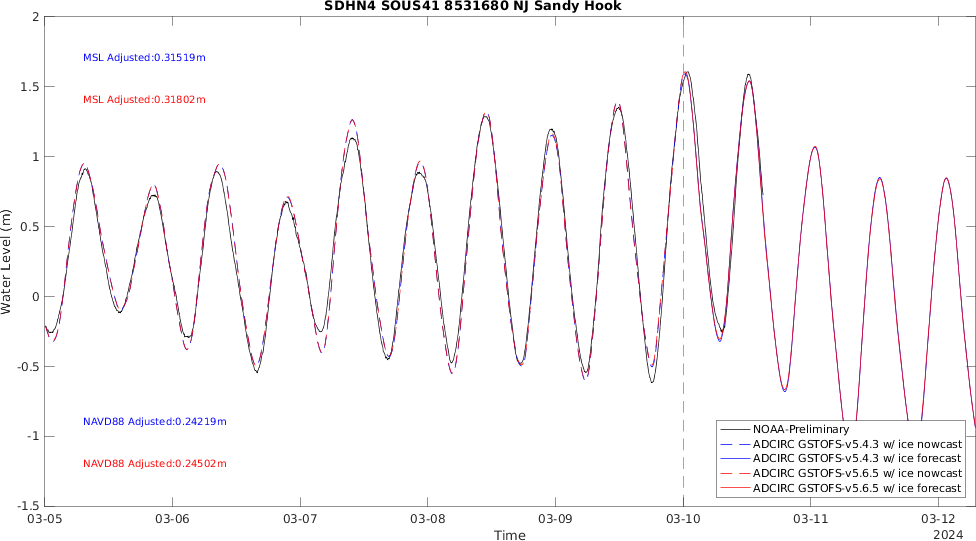 SDHN4 SOUS41 8531680 NJ Sandy Hook
2
1.5
1
0.5
0
-0.5
-1
-1.5
Water Level (m)
MSL Adjusted:0.31519m
MSL Adjusted:0.31802m
NAVD88 Adjusted:0.24219m
NAVD88 Adjusted:0.24502m
NOAA-Preliminary
ADCIRC GSTOFS-v5.4.3 w/ ice nowcast
ADCIRC GSTOFS-v5.4.3 w/ ice forecast
ADCIRC GSTOFS-v5.6.5 w/ ice nowcast
ADCIRC GSTOFS-v5.6.5 w/ ice forecast
03-05 03-06 03-07 03-08 03-09 03-10 03-11 03-12
Time
2024